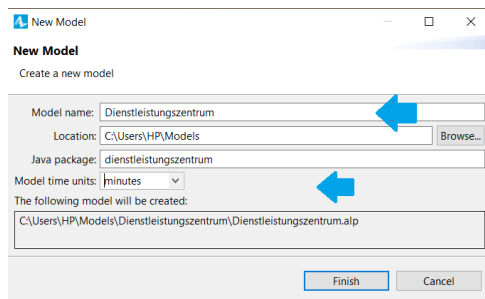 New Model
New Model
Create a new model
Model name: Dienstleistungszentrum
Location: C:\Users\HP\Models Browse...
Java package: dienstleistungszentrum
Model time units: minutes
The following model will be created:
C:\Users\HP\Models\Dienstleistungszentrum\Dienstleistungszentrum.alp
Finish Cancel